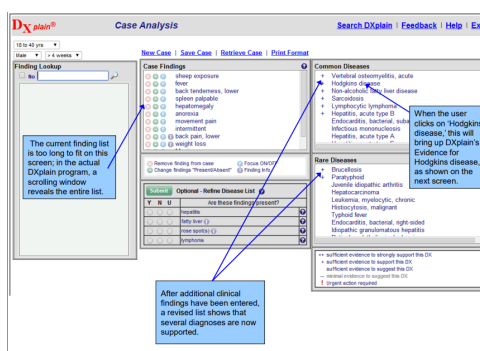 DXplain®
Case Analysis
Search DXplain | Feedback | Help | Ex
18 to 40 yrs
Male > 4 weeks
New Case | Save Case | Retrieve Case | Print Format
Finding Lookup
No
Case Findings
sheep exposure
fever
back tenderness, lower
spleen palpable
hepatomegaly
anorexia
movement pain
intermittent
back pain, lower
weight loss
Remove finding from case
Focus ON/OFF
Change findings "Present/Absent"
Finding Info
Submit Optional - Refine Disease List
Y N U Are these findings present?
hepatitis
fatty liver
rose spot(s)
lymphoma
Common Diseases
+ Vertebral osteomyelitis, acute
+ Hodgkins disease
+ Non-alcoholic fatty liver disease
+ Sarcoidosis
+ Lymphocytic lymphoma
+ Hepatitis, acute type B
Endocarditis, bacterial, suba
Infectious mononucleosis
Hepatitis, acute type A
Rare Diseases
+ Brucellosis
+ Paratyphoid
Juvenile idiopathic arthritis
Hepatocarcinoma
Leukemia, myelocytic, chronic
Histiocytosis, malignant
Typhoid fever
Endocarditis, bacterial, right-sided
Idiopathic granulomatous hepatitis
++ sufficient evidence to strongly support this DX
+ sufficient evidence to support this DX
sufficient evidence to suggest this DX
-- minimal evidence to suggest this DX
! Urgent action required
The current finding list
is too long to fit on this
screen; in the actual
DXplain program, a
scrolling window
reveals the entire list.
When the user
clicks on 'Hodgkins
disease,' this will
bring up DXplain's
Evidence for
Hodgkins disease,
as shown on the
next screen.
After additional clinical
findings have been entered,
a revised list shows that
several diagnoses are now
supported.